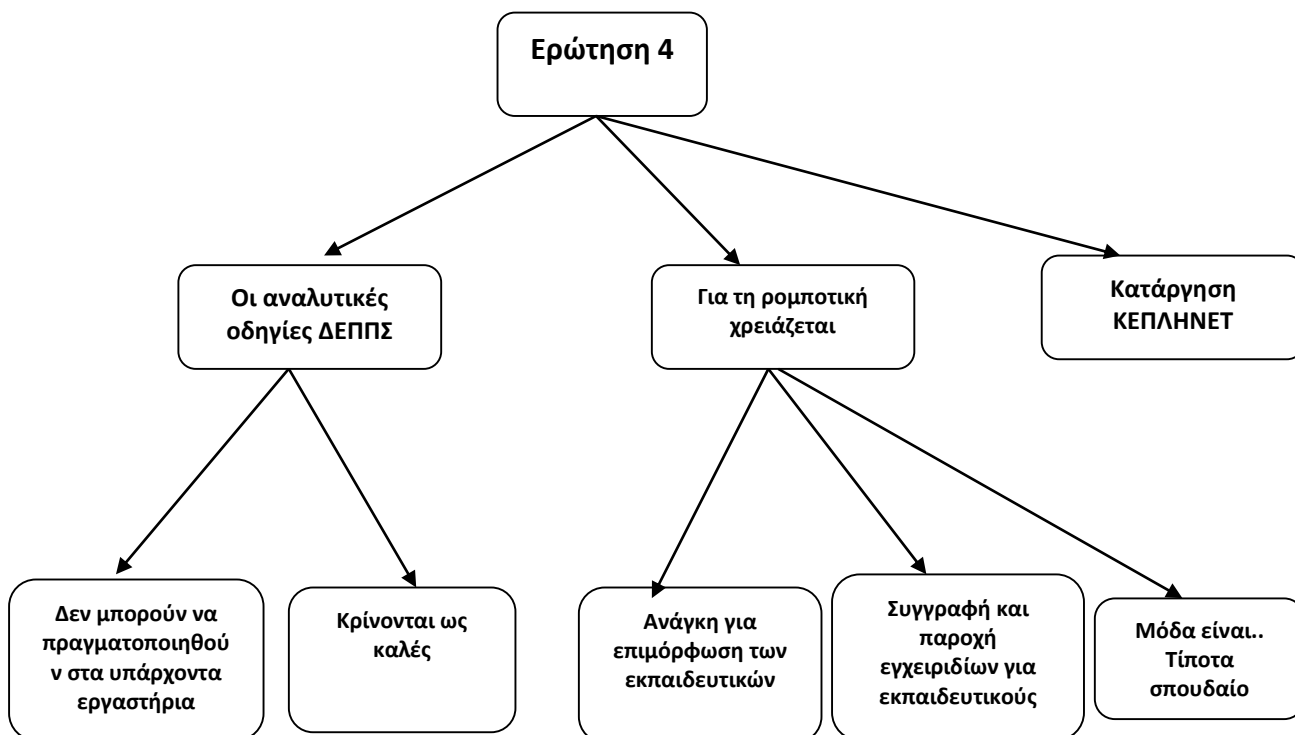 Ερώτηση 4
Οι αναλυτικές
οδηγίες ΔΕΠΠΣ
Για τη ρομποτική
χρειάζεται
Κατάργηση
ΚΕΠΛΗΝΕΤ
Δεν μπορούν να
πραγματοποιηθού
ν στα υπάρχοντα
εργαστήρια
Κρίνονται ως
καλές
Ανάγκη για
επιμόρφωση των
εκπαιδευτικών
Συγγραφή και
παροχή
εγχειριδίων για
εκπαιδευτικούς
Μόδα είναι..
Τίποτα
σπουδαίο